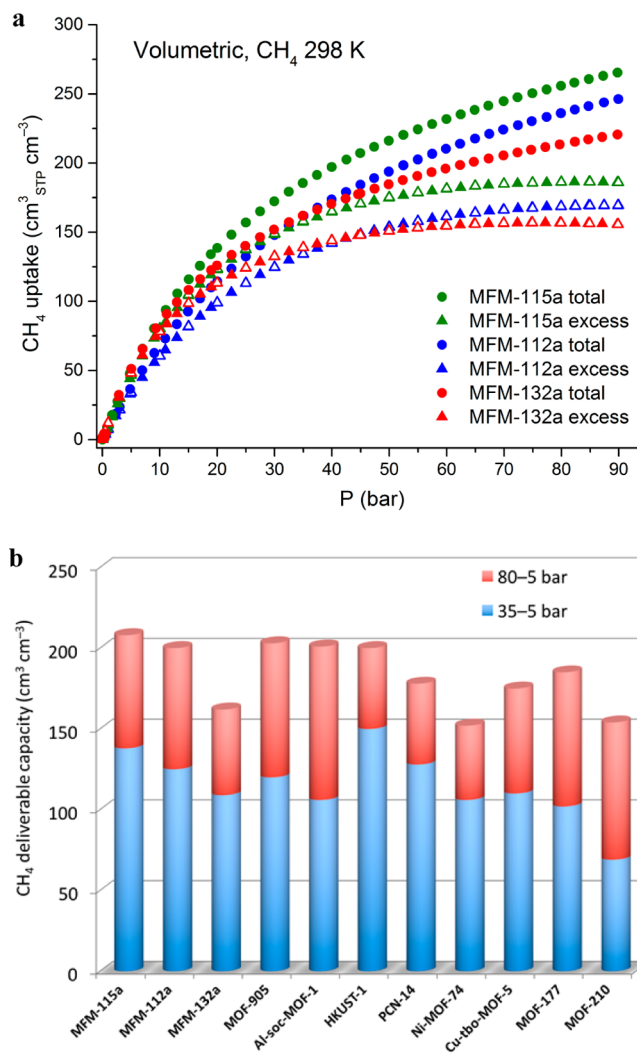 a
Volumetric, CH4 298 K
CH4 uptake (cm3STP cm−3)
300
250
200
150
100
50
0
0 10 20 30 40 50 60 70 80 90
P (bar)
MFM-115a total
MFM-115a excess
MFM-112a total
MFM-112a excess
MFM-132a total
MFM-132a excess
b
CH4 deliverable capacity (cm3 cm−3)
250
200
150
100
50
0
80–5 bar
35–5 bar
MFM-115a
MFM-112a
MFM-132a
MOF-905
Al-soc-MOF-1
HKUST-1
PCN-14
Ni-MOF-74
Cu-tbo-MOF-5
MOF-177
MOF-210